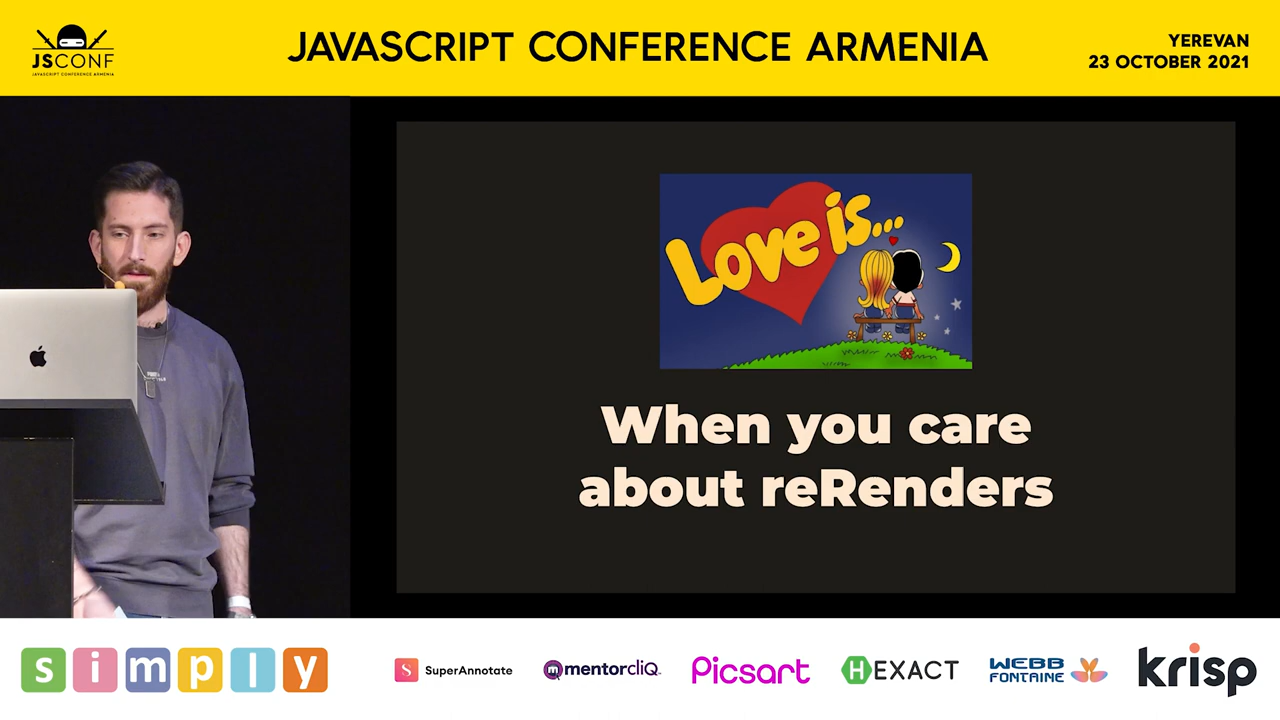 JSCONF
JAVASCRIPT CONFERENCE ARMENIA
JAVASCRIPT CONFERENCE ARMENIA
YEREVAN
23 OCTOBER 2021
Love is...
When you care
about reRenders
simply
SuperAnnotate
mentorcliQ
Picsart
HEXACT
WEBB
FONTAINE
krisp